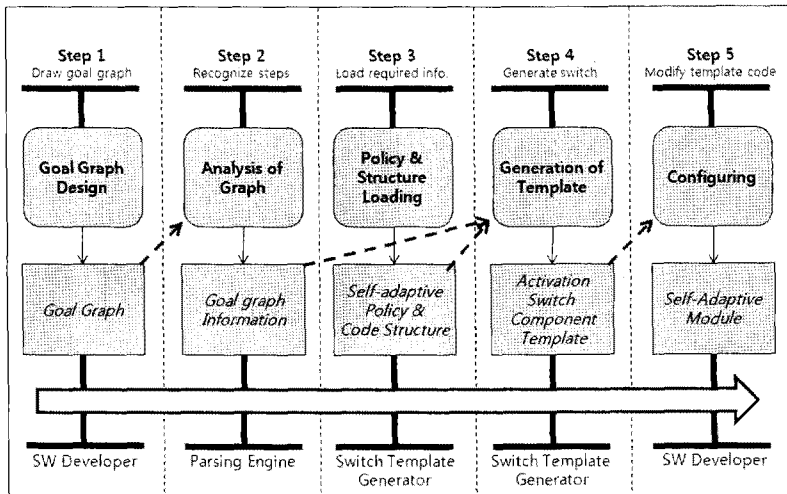 Step 1
Draw goal graph
Step 2
Recognize steps
Step 3
Load required info.
Step 4
Generate switch
Step 5
Modify template code
Goal Graph
Design
Analysis of
Graph
Policy &
Structure
Loading
Generation of
Template
Configuring
Goal Graph
Goal graph
Information
Self-adaptive
Policy &
Code Structure
Activation
Switch
Component
Template
Self-Adaptive
Module
SW Developer
Parsing Engine
Switch Template
Generator
Switch Template
Generator
SW Developer